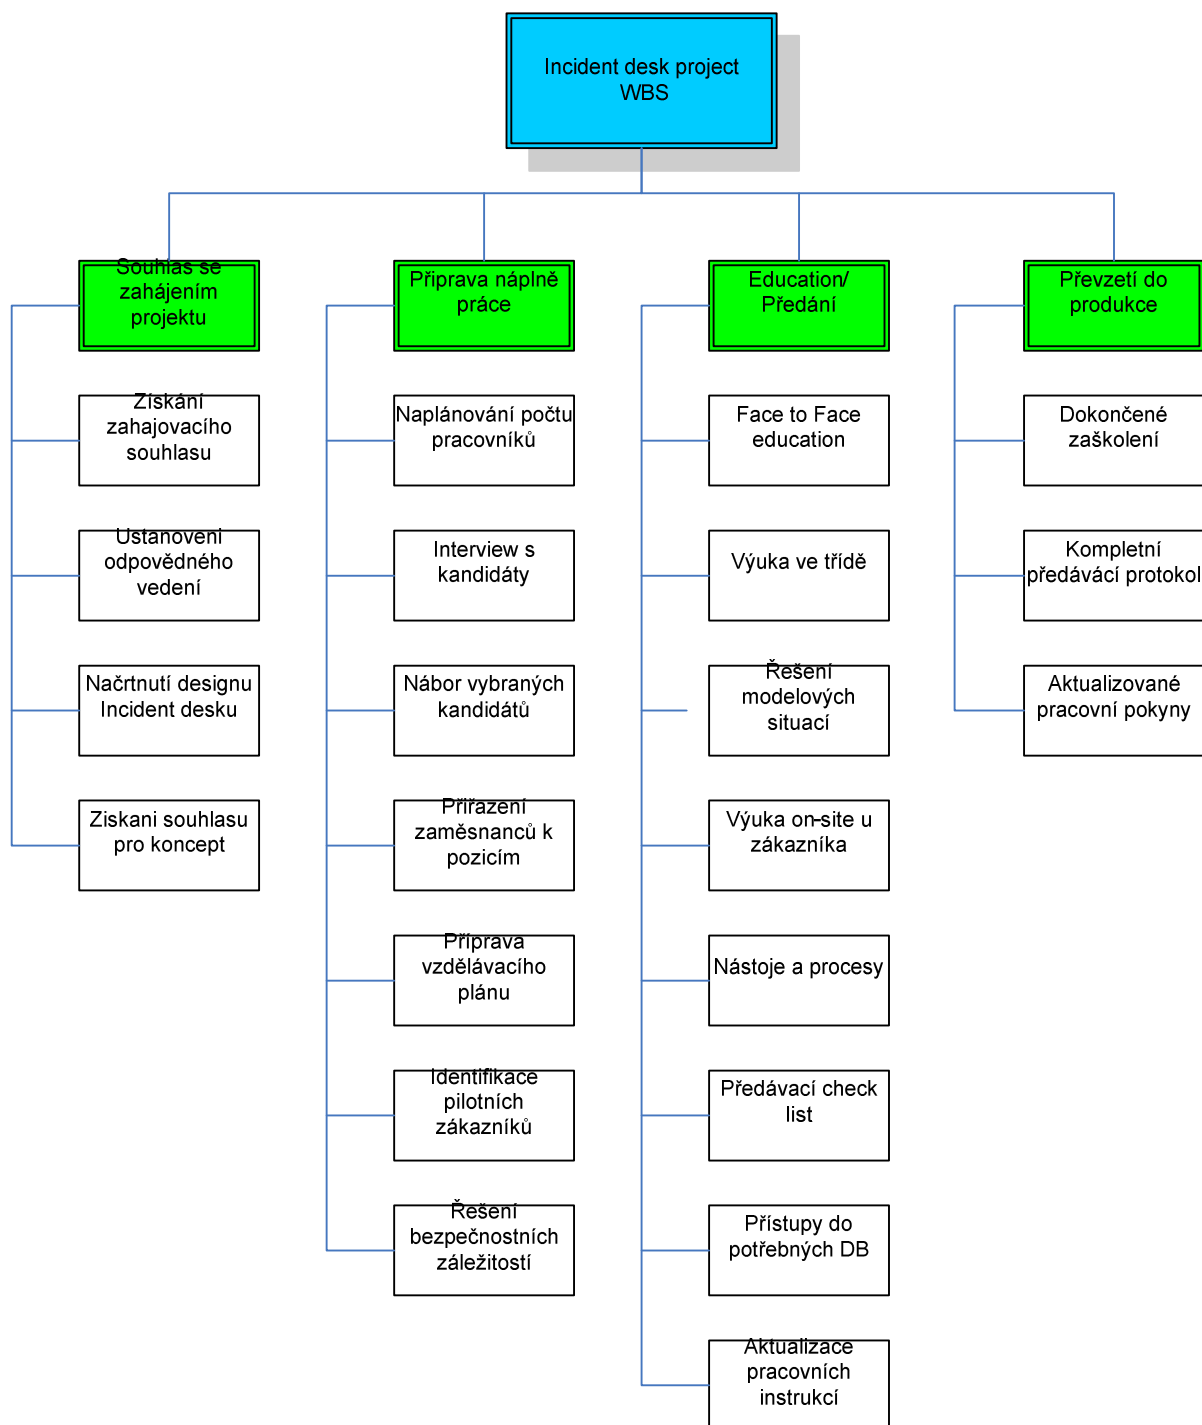 Incident desk project
WBS
Souhlas se
zahájením
projektu
Získání
zahajovacího
souhlasu
Ustanovení
odpovědného
vedení
Načrtnutí designu
Incident desku
Ziskani souhlasu
pro koncept
Připrava náplně
práce
Naplánování počtu
pracovníků
Interview s
kandidáty
Nábor vybraných
kandidátů
Přiřazení
zaměsnanců k
pozicím
Příprava
vzdělávacího
plánu
Identifikace
pilotních
zákazníků
Řešení
bezpečnostních
záležitostí
Education/
Předání
Face to Face
education
Výuka ve třídě
Řešení
modelových
situací
Výuka on-site u
zákazníka
Nástoje a procesy
Předávací check
list
Přístupy do
potřebných DB
Aktualizace
pracovních
instrukcí
Převzetí do
produkce
Dokončené
zaškolení
Kompletní
předávácí protokol
Aktualizované
pracovní pokyny